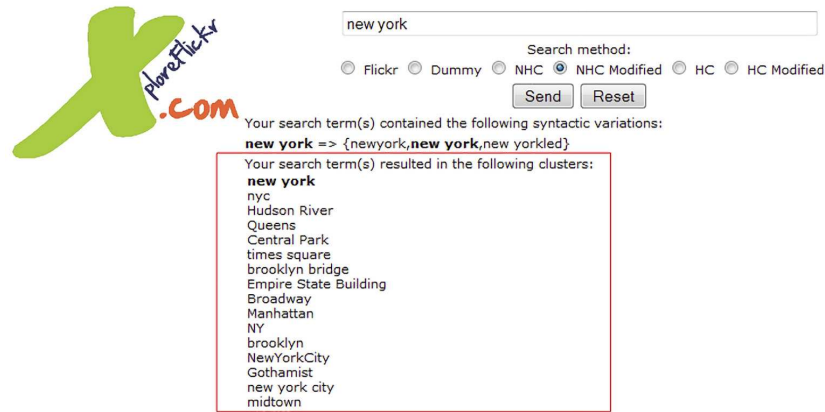 XploreFlickr
.com
new york
Search method:
Flickr Dummy NHC NHC Modified HC HC Modified
Send Reset
Your search term(s) contained the following syntactic variations:
new york => {newyork,new york,new yorkled}
Your search term(s) resulted in the following clusters:
new york
nyc
Hudson River
Queens
Central Park
times square
brooklyn bridge
Empire State Building
Broadway
Manhattan
NY
brooklyn
NewYorkCity
Gothamist
new york city
midtown